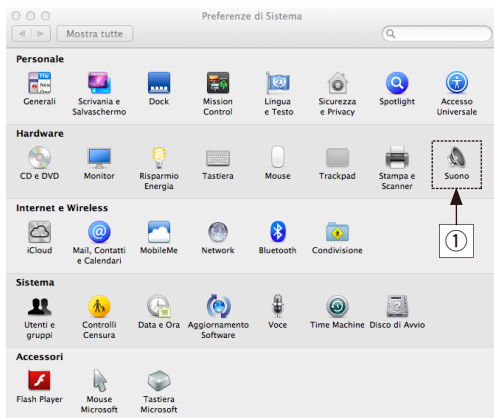 Preferenze di Sistema
Mostra tutte
Personale
Generali
Scrivania e
Salvaschermo
Dock
Mission
Control
Lingua
e Testo
Sicurezza
e Privacy
Spotlight
Accesso
Universale
Hardware
CD e DVD
Monitor
Risparmio
Energia
Tastiera
Mouse
Trackpad
Stampa e
Scanner
Suono
①
Internet e Wireless
iCloud
Mail, Contatti
e Calendari
MobileMe
Network
Bluetooth
Condivisione
Sistema
Utenti e
gruppi
Controlli
Censura
Data e Ora
Aggiornamento
Software
Voce
Time Machine
Disco di Avvio
Accessori
Flash Player
Mouse
Microsoft
Tastiera
Microsoft